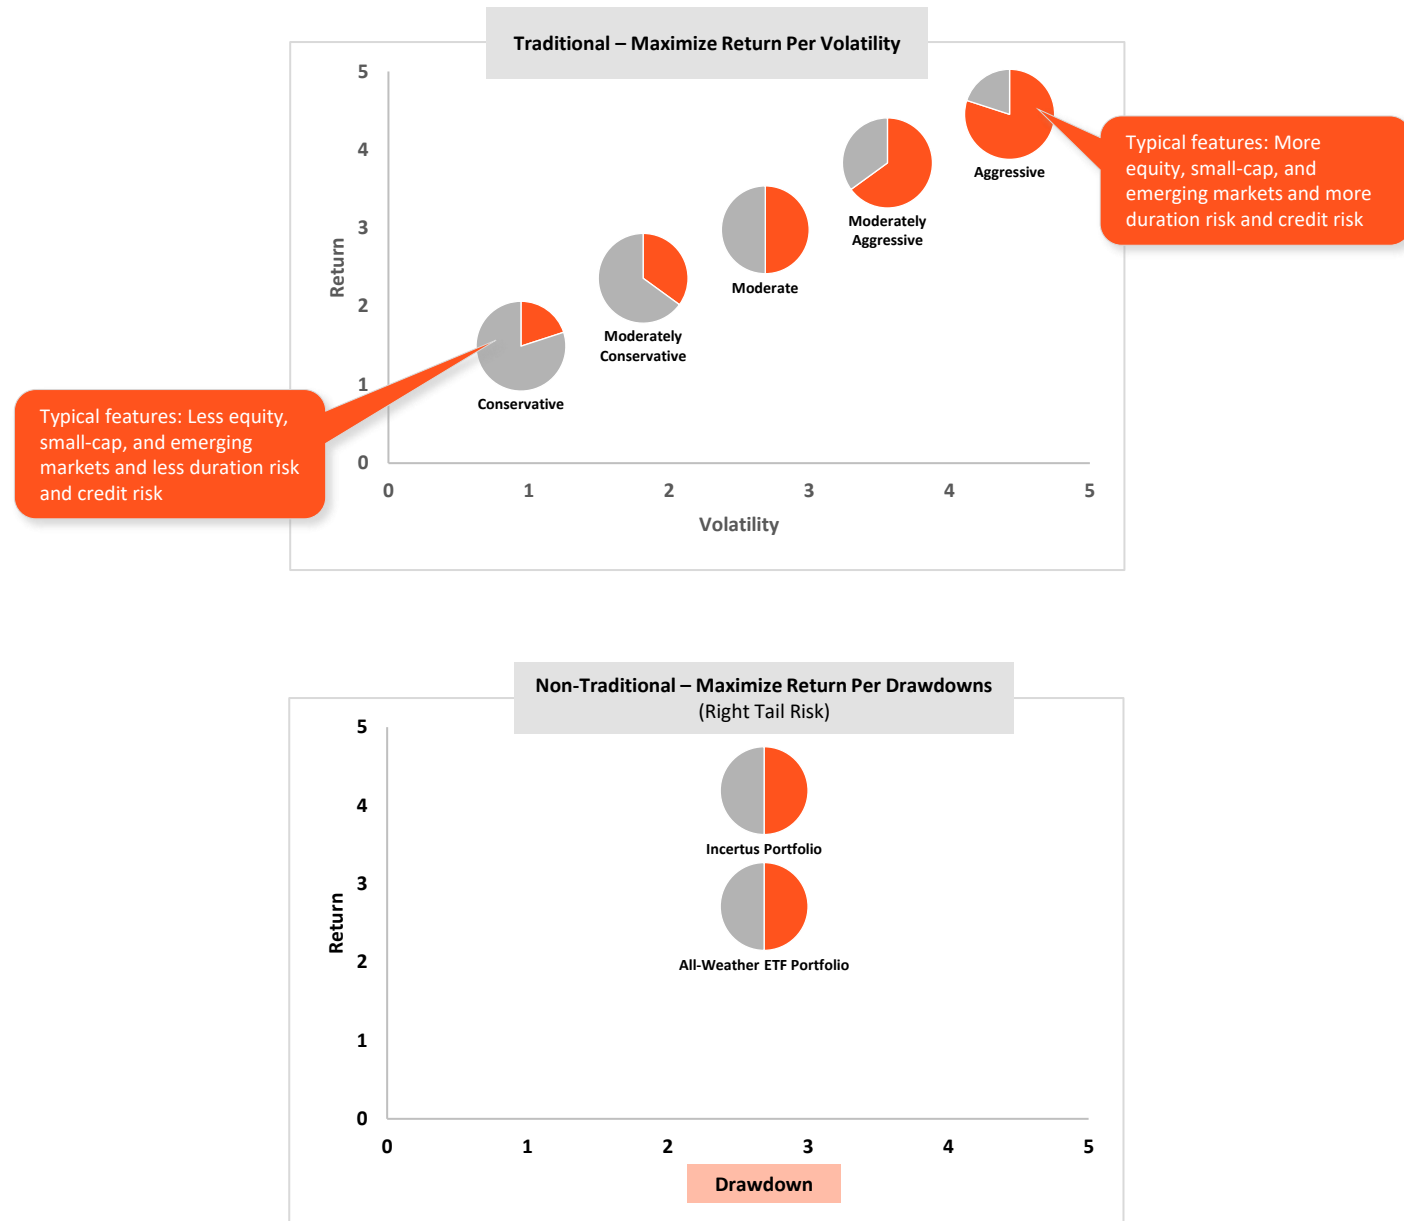 Traditional – Maximize Return Per Volatility
5
4
3
2
1
0
Return
0 1 2 3 4 5
Volatility
Aggressive
Moderately
Aggressive
Moderate
Moderately
Conservative
Conservative
Typical features: More
equity, small-cap, and
emerging markets and more
duration risk and credit risk
Typical features: Less equity,
small-cap, and emerging
markets and less duration risk
and credit risk
Non-Traditional – Maximize Return Per Drawdowns
(Right Tail Risk)
5
4
3
2
1
0
Return
Incertus Portfolio
All-Weather ETF Portfolio
0 1 2 3 4 5
Drawdown